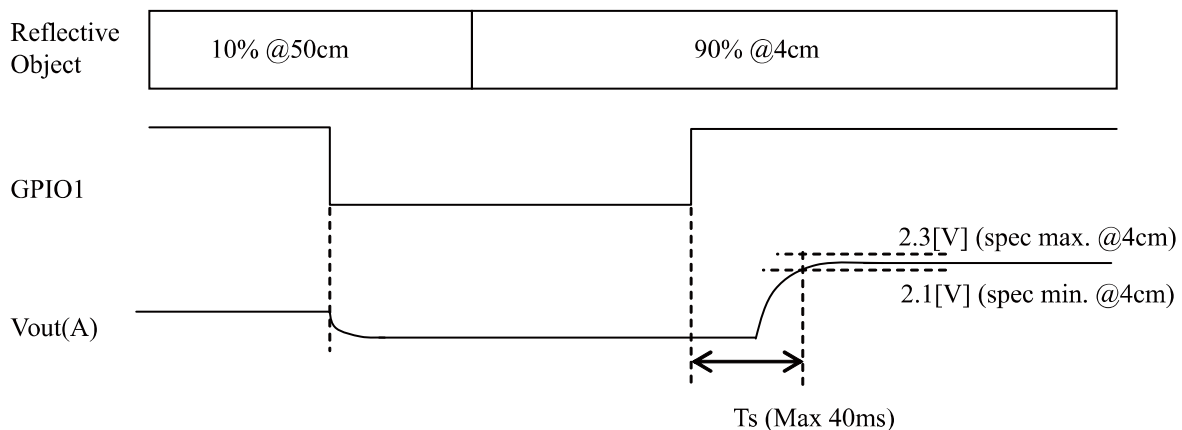 Reflective
Object
10% @50cm
90% @4cm
GPIO1
2.3[V] (spec max. @4cm)
2.1[V] (spec min. @4cm)
Vout(A)
Ts (Max 40ms)